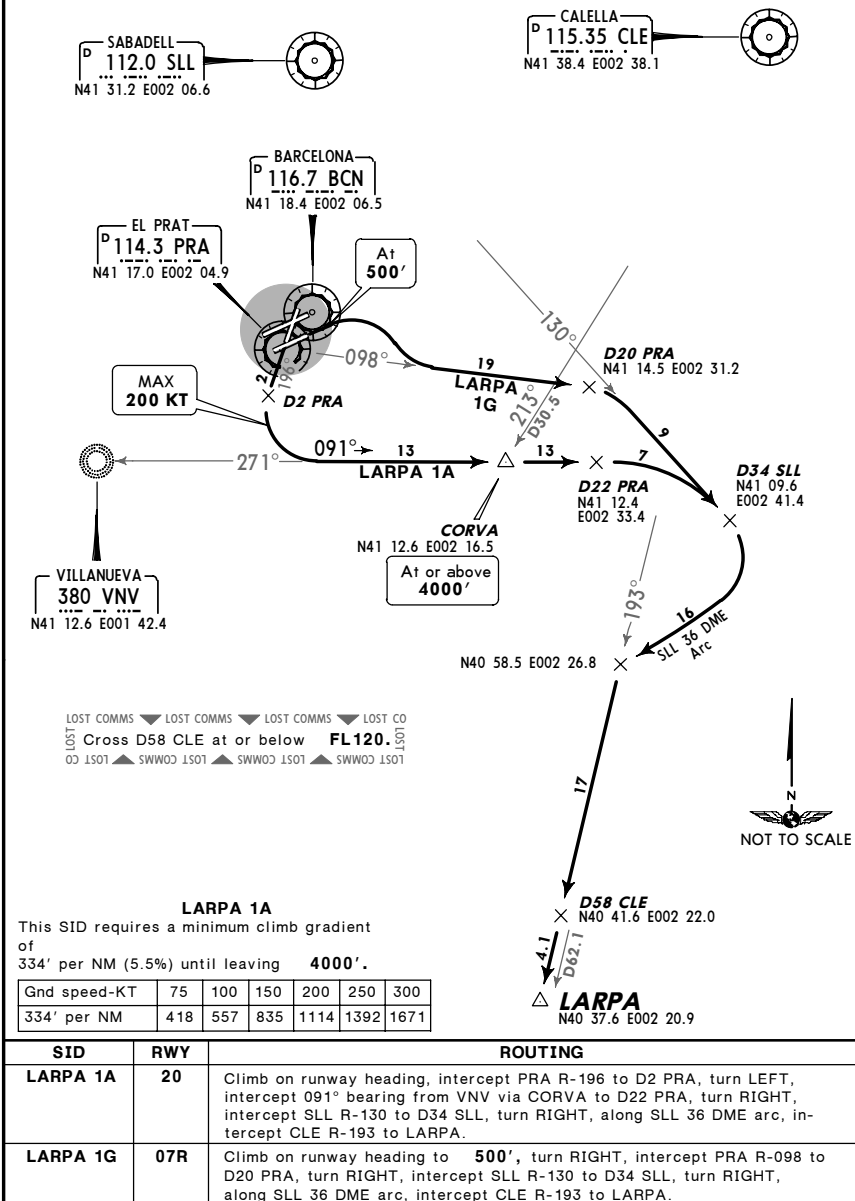 SABADELL
D 112.0 SLL
N41 31.2 E002 06.6
CALELLA
D 115.35 CLE
N41 38.4 E002 38.1
BARCELONA
D 116.7 BCN
N41 18.4 E002 06.5
EL PRAT
D 114.3 PRA
N41 17.0 E002 04.9
At
500'
MAX
200 KT
2
196°
D2 PRA
098°
19
LARPA
1G
130°
213°
D30.5
D20 PRA
N41 14.5 E002 31.2
9
271°
091°
13
LARPA 1A
13
7
D22 PRA
N41 12.4
E002 33.4
D34 SLL
N41 09.6
E002 41.4
CORVA
N41 12.6 E002 16.5
At or above
4000'
VILLANUEVA
380 VNV
N41 12.6 E001 42.4
193°
16
SLL 36 DME
Arc
N40 58.5 E002 26.8
LOST COMMS LOST COMMS LOST COMMS LOST CO
LOST Cross D58 CLE at or below FL120. LOST
LOST COMMS LOST COMMS LOST COMMS LOST CO
17
N
NOT TO SCALE
D58 CLE
N40 41.6 E002 22.0
4.1
D62.1
LARPA
N40 37.6 E002 20.9
LARPA 1A
This SID requires a minimum climb gradient
of
334' per NM (5.5%) until leaving 4000'.
Gnd speed-KT 75 100 150 200 250 300
334' per NM 418 557 835 1114 1392 1671
SID RWY ROUTING
LARPA 1A 20 Climb on runway heading, intercept PRA R-196 to D2 PRA, turn LEFT,
intercept 091° bearing from VNV via CORVA to D22 PRA, turn RIGHT,
intercept SLL R-130 to D34 SLL, turn RIGHT, along SLL 36 DME arc, in-
tercept CLE R-193 to LARPA.
LARPA 1G 07R Climb on runway heading to 500', turn RIGHT, intercept PRA R-098 to
D20 PRA, turn RIGHT, intercept SLL R-130 to D34 SLL, turn RIGHT,
along SLL 36 DME arc, intercept CLE R-193 to LARPA.